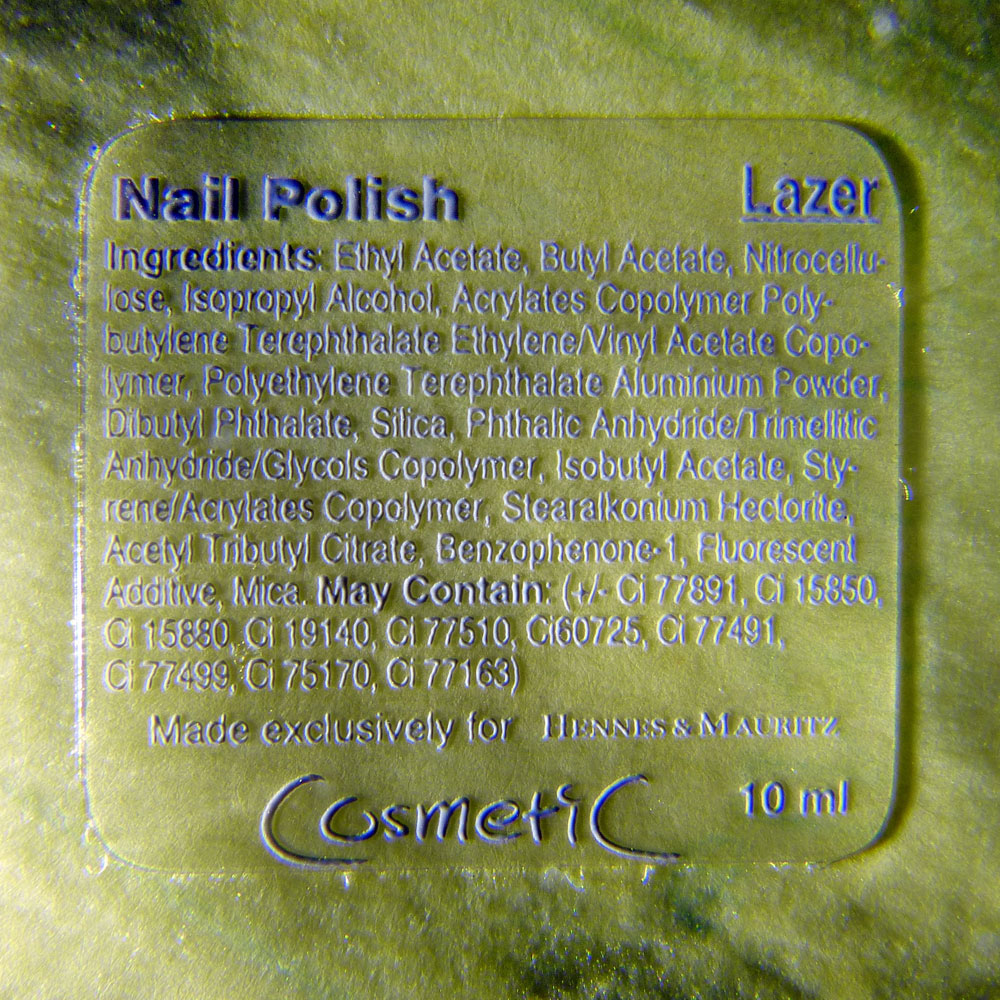 Nail Polish Lazer
Ingredients: Ethyl Acetate, Butyl Acetate, Nitrocellu-
lose, Isopropyl Alcohol, Acrylates Copolymer Poly-
butylene Terephthalate Ethylene/Vinyl Acetate Copo-
lymer, Polyethylene Terephthalate Aluminium Powder,
Dibutyl Phthalate, Silica, Phthalic Anhydride/Trimellitic
Anhydride/Glycols Copolymer, Isobutyl Acetate, Sty-
rene/Acrylates Copolymer, Stearalkonium Hectorite,
Acetyl Tributyl Citrate, Benzophenone-1, Fluorescent
Additive, Mica. May Contain: (+/- Ci 77891, Ci 15850,
Ci 15880, Ci 19140, Ci 77510, Ci60725, Ci 77491,
Ci 77499, Ci 75170, Ci 77163)
Made exclusively for HENNES & MAURITZ
CosmetiC 10 ml